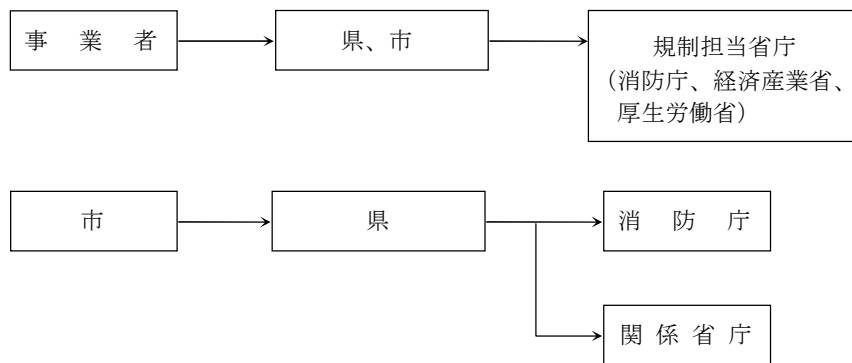 事業者
県、市
規制担当省庁
（消防庁、経済産業省、
厚生労働省）
市
県
消防庁
関係省庁